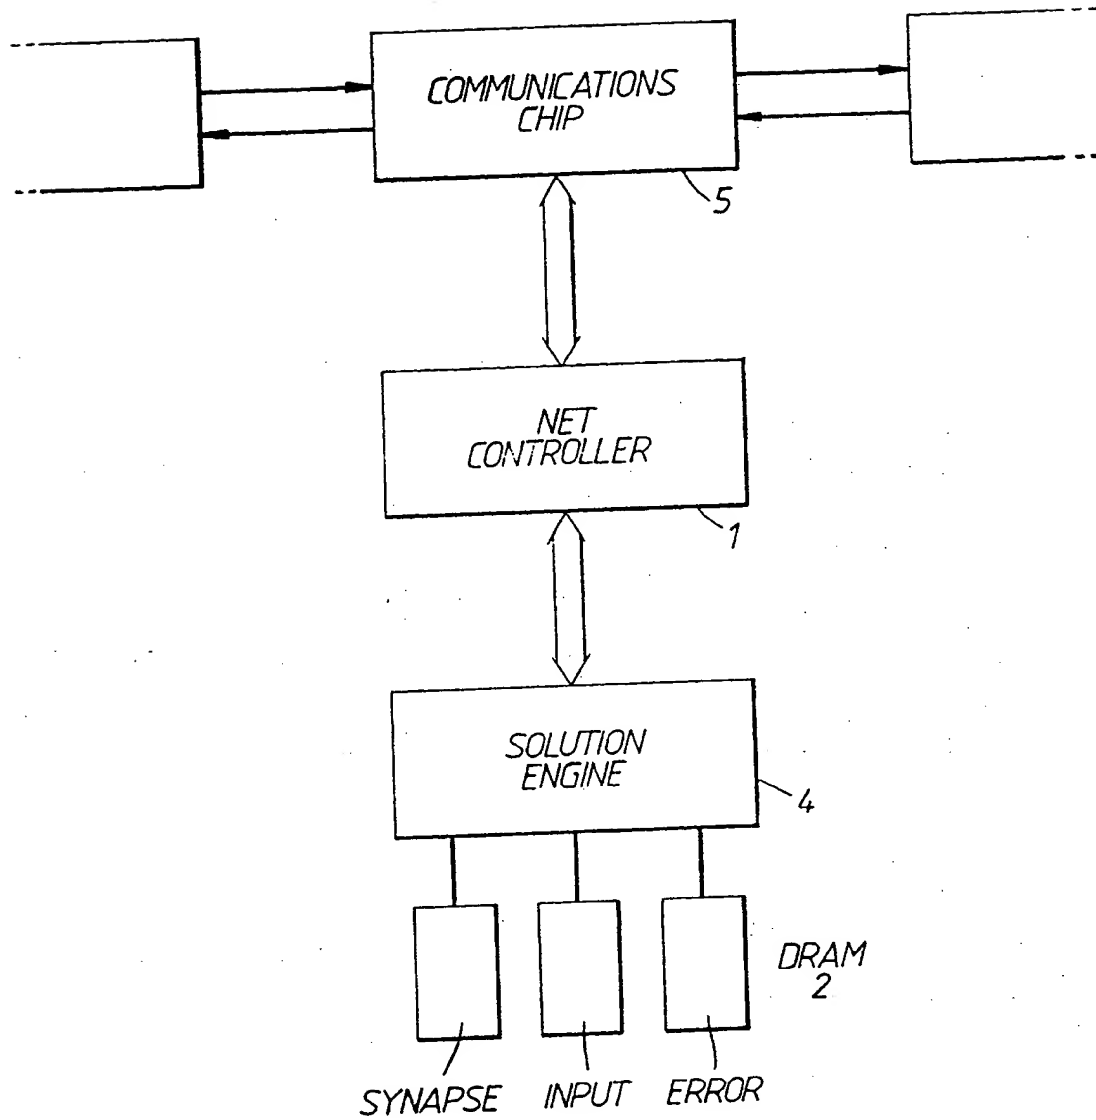 COMMUNICATIONS
CHIP
5
NET
CONTROLLER
1
SOLUTION
ENGINE
4
DRAM
2
SYNAPSE
INPUT
ERROR